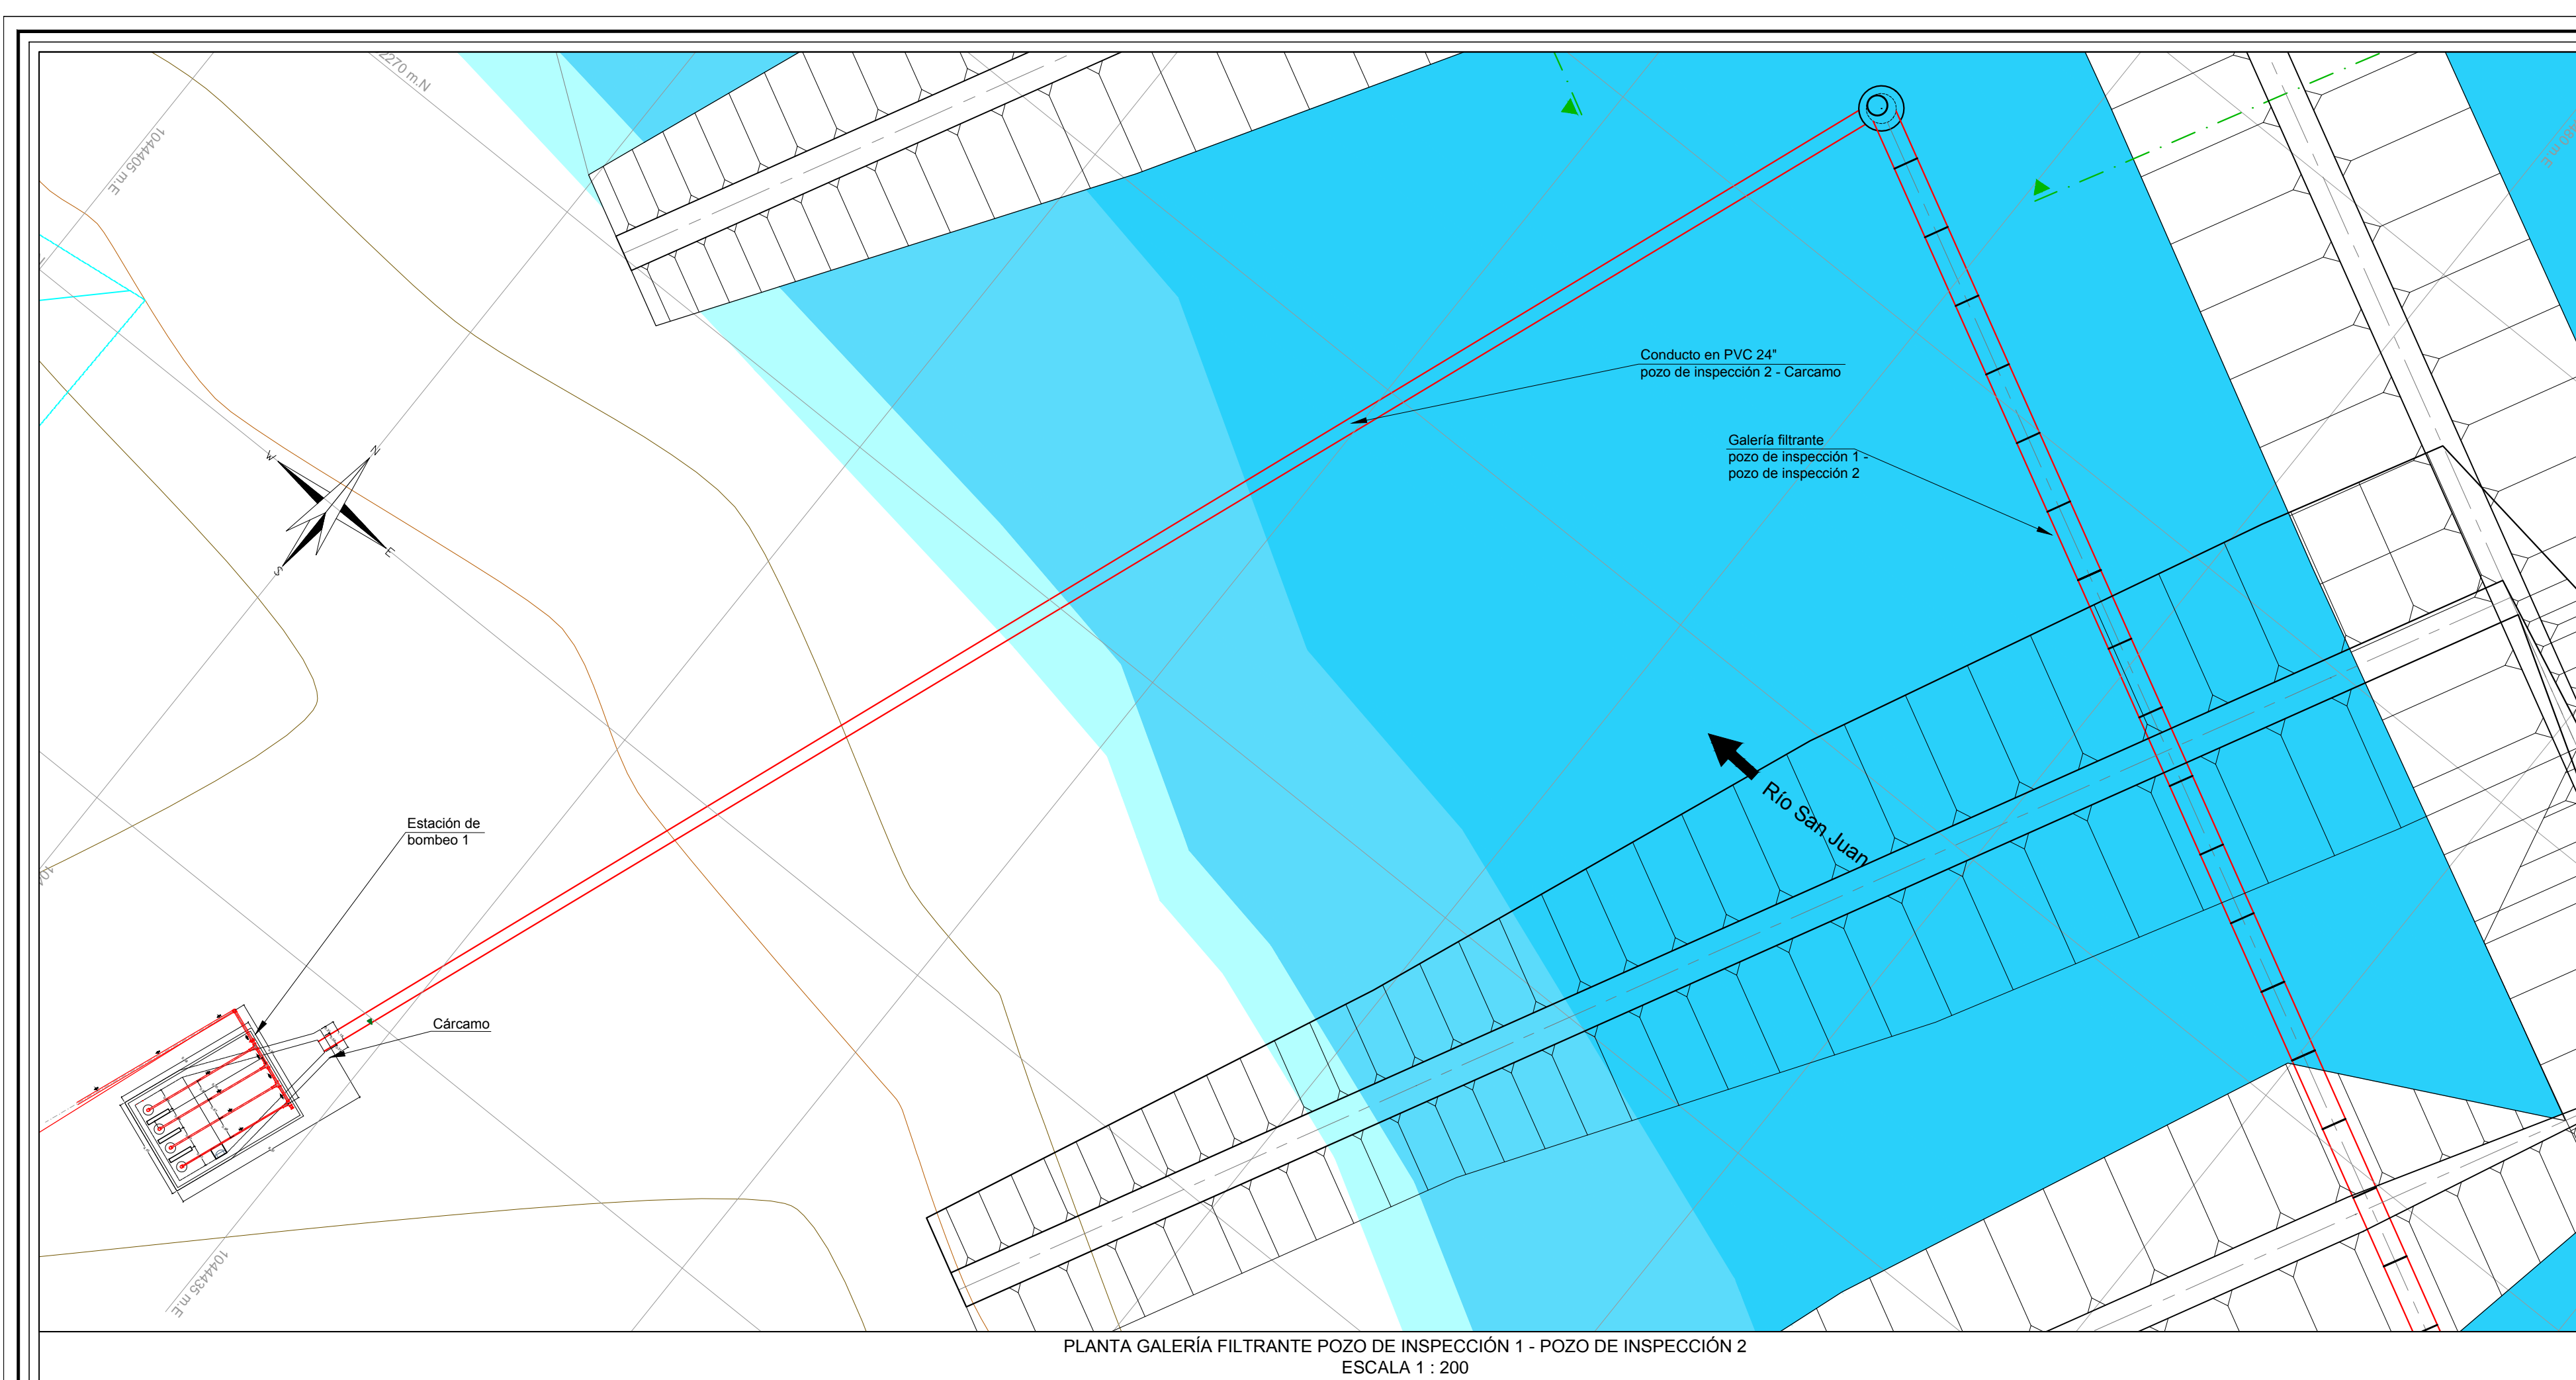 2270 m.N
1044405 m.E
Conducto en PVC 24"
pozo de inspección 2 - Carcamo
Galería filtrante
pozo de inspección 1 -
pozo de inspección 2
N
W
E
S
Río San Juan
Estación de
bombeo 1
Cárcamo
1044435 m.E
PLANTA GALERÍA FILTRANTE POZO DE INSPECCIÓN 1 - POZO DE INSPECCIÓN 2
ESCALA 1 : 200